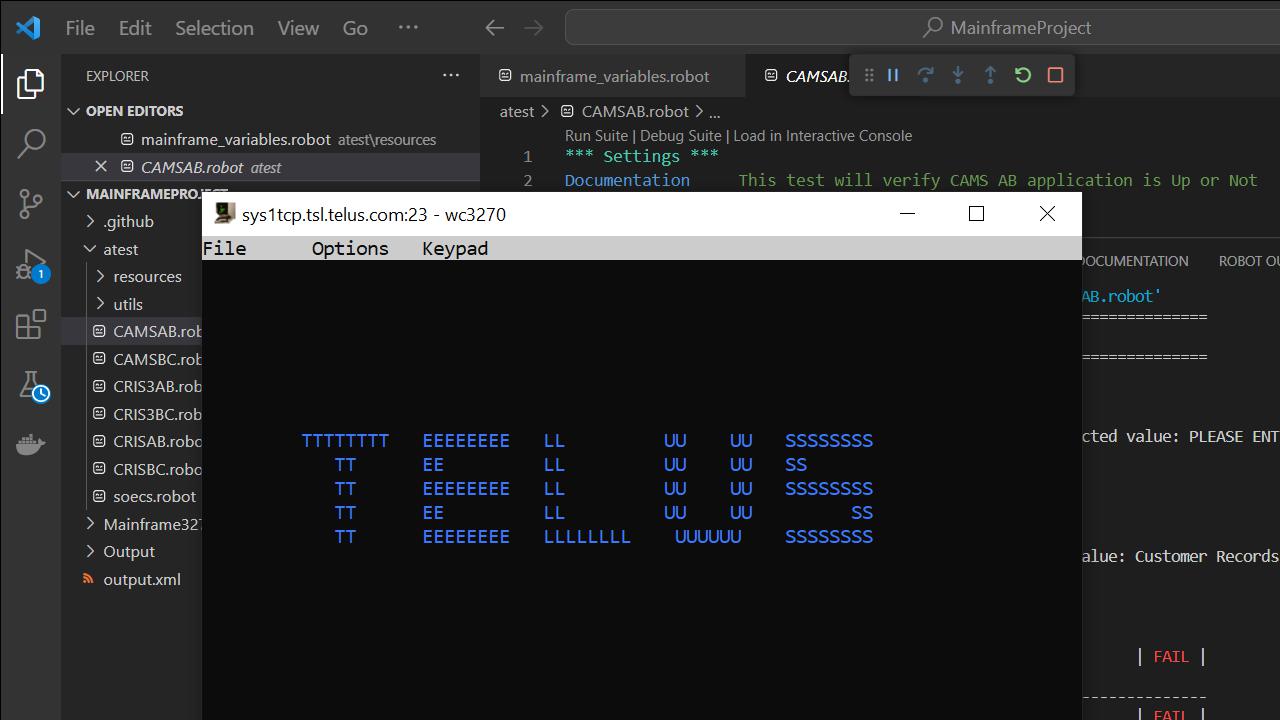 File Edit Selection View Go ··· MainframeProject
EXPLORER ···
OPEN EDITORS
mainframe_variables.robot atest\resources
CAMSAB.robot atest
MAINFRAMEPROJECT
.github
atest
resources
utils
CAMSAB.rob
CAMSBC.rob
CRIS3AB.rob
CRIS3BC.rob
CRISAB.robo
CRISBC.robo
soecs.robot
Mainframe327
Output
output.xml
1
mainframe_variables.robot CAMSAB.
atest > CAMSAB.robot > ...
Run Suite | Debug Suite | Load in Interactive Console
1 *** Settings ***
2 Documentation This test will verify CAMS AB application is Up or Not
sys1tcp.tsl.telus.com:23 - wc3270
File Options Keypad
TTTTTTTT EEEEEEEE LL UU UU SSSSSSSS
TT EE LL UU UU SS
TT EEEEEEEE LL UU UU SSSSSSSS
TT EE LL UU UU SS
TT EEEEEEEE LLLLLLLL UUUUUU SSSSSSSS
DOCUMENTATION ROBOT OU
AB.robot'
==============
==============
cted value: PLEASE ENT
alue: Customer Records
| FAIL |
--------------
| FAIL |